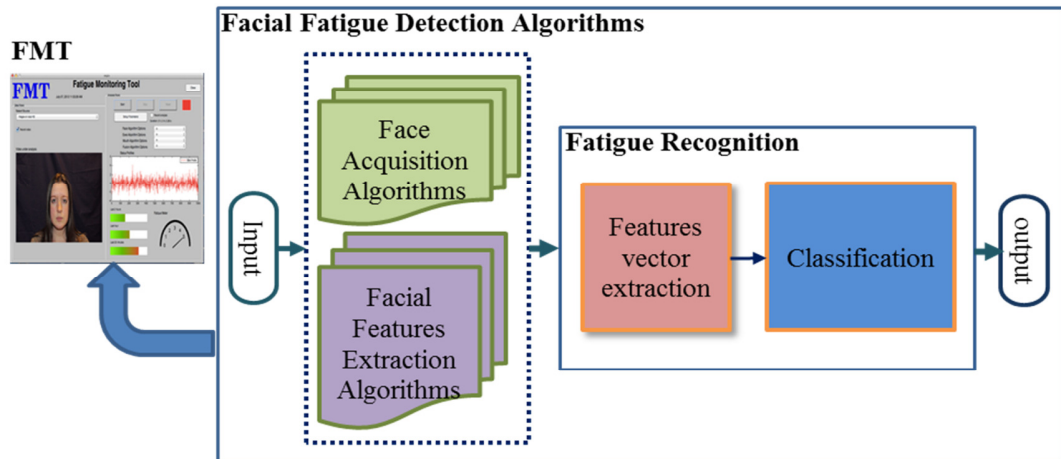 Facial Fatigue Detection Algorithms
FMT
FMT
Fatigue Monitoring Tool
Input
Face
Acquisition
Algorithms
Facial
Features
Extraction
Algorithms
Fatigue Recognition
Features
vector
extraction
Classification
output